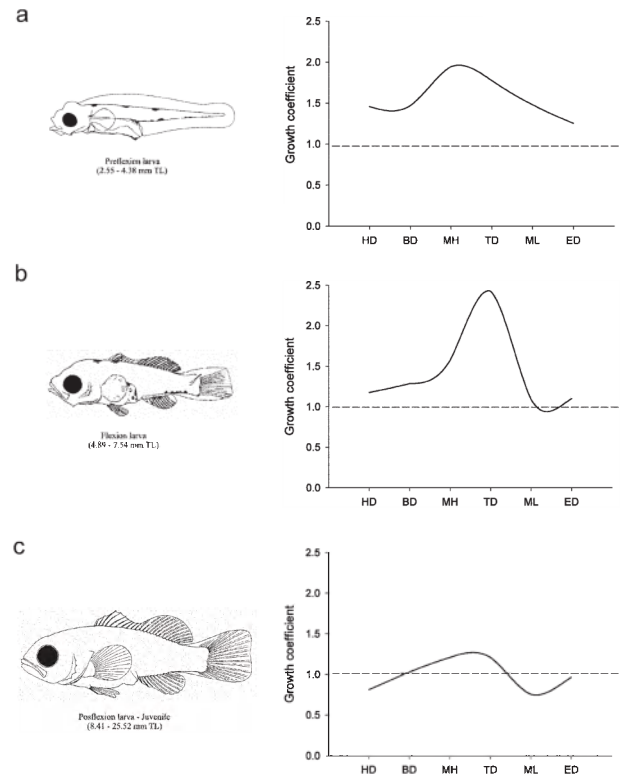 a
2.5
2.0
1.5
1.0
0.5
0.0
Growth coefficient
HD BD MH TD ML ED
Preflexion larva
(2.55 - 4.38 mm TL)
b
2.5
2.0
1.5
1.0
0.5
0.0
Growth coefficient
HD BD MH TD ML ED
Flexion larva
(4.89 - 7.54 mm TL)
c
2.5
2.0
1.5
1.0
0.5
0.0
Growth coefficient
HD BD MH TD ML ED
Posflexion larva - Juvenile
(8.41 - 25.52 mm TL)